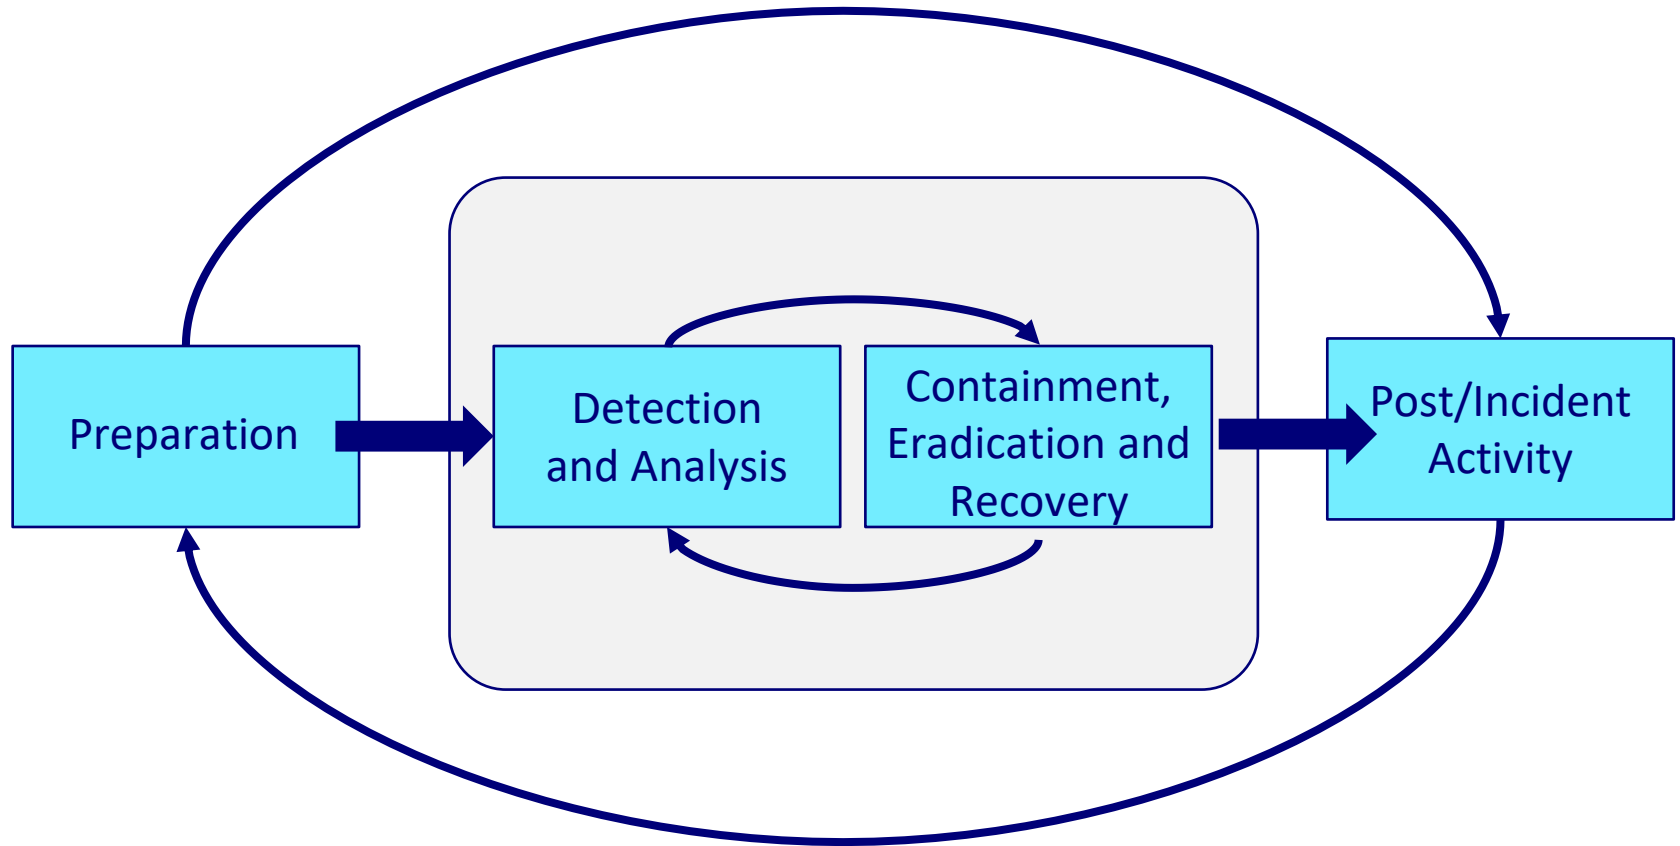 Preparation
Detection
and Analysis
Containment,
Eradication and
Recovery
Post/Incident
Activity